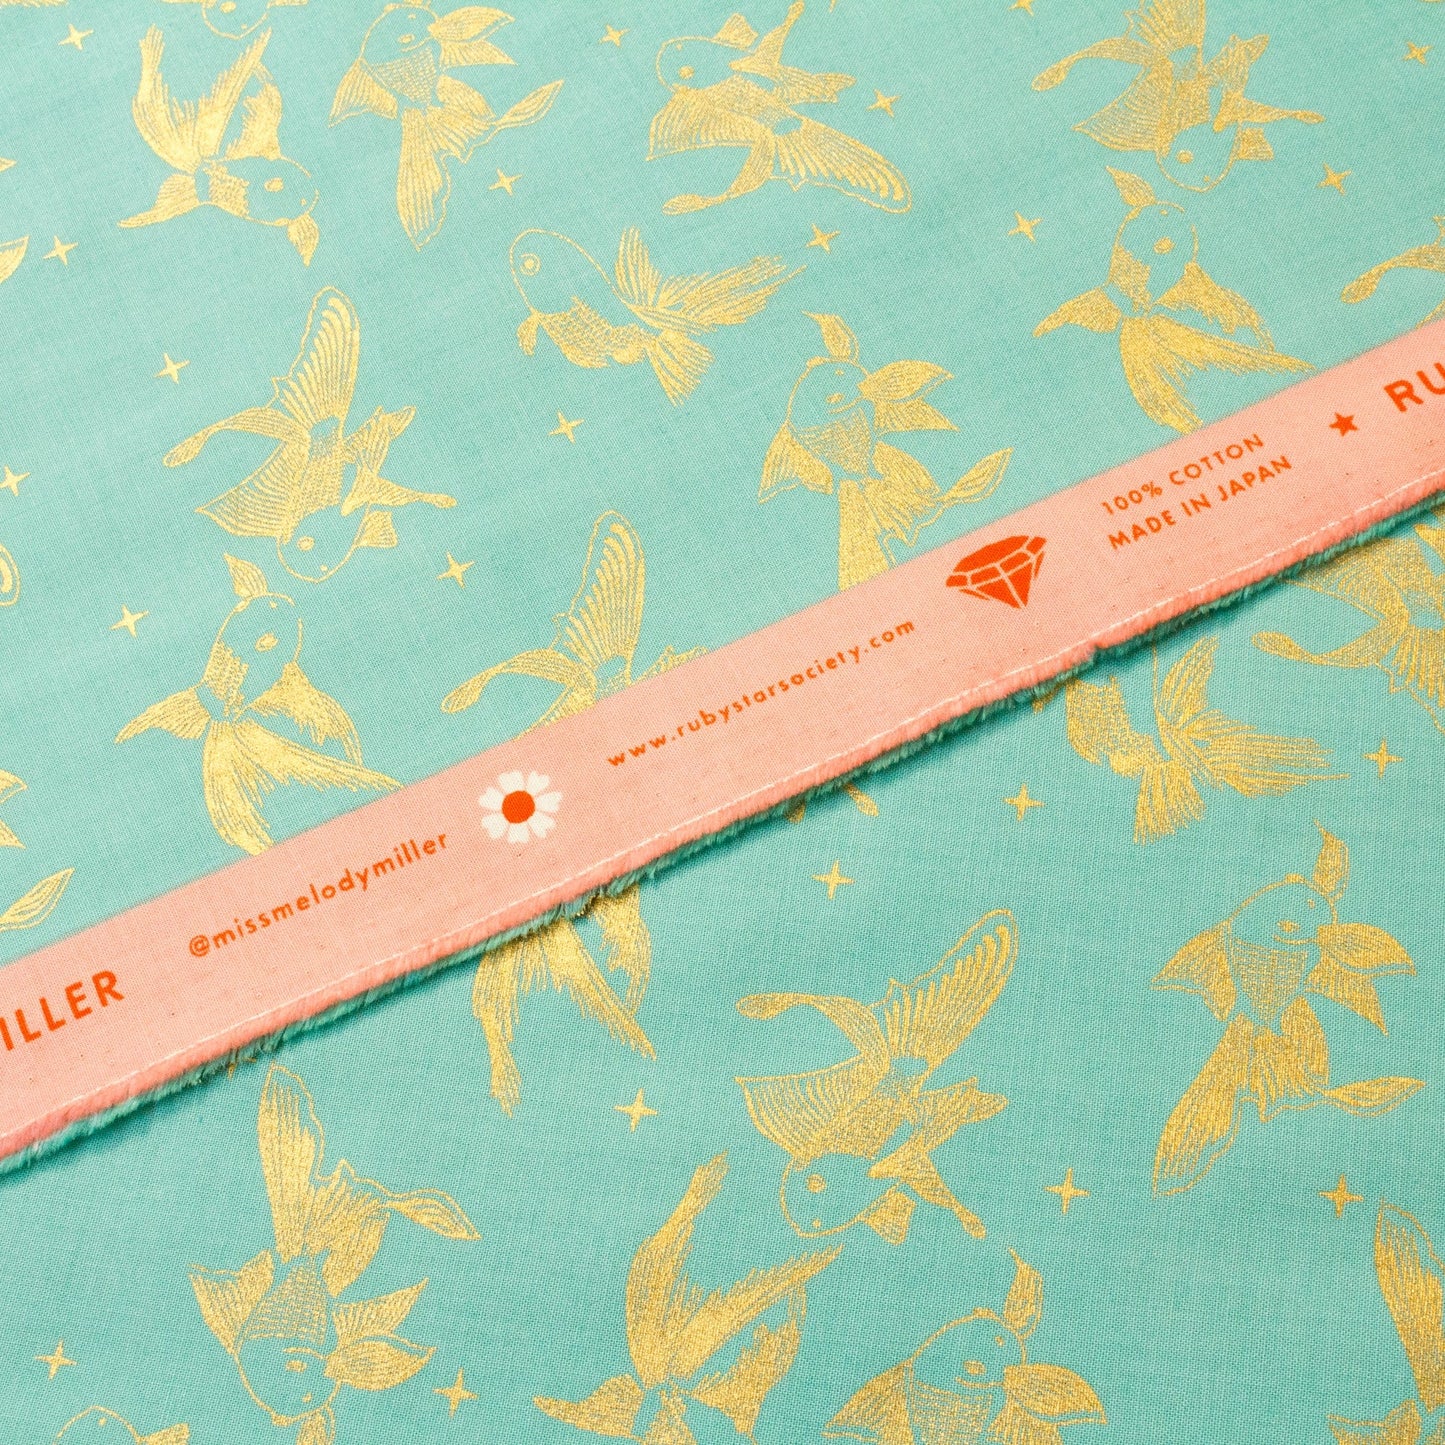 ILLER
@missmelodymiller
www.rubystarsociety.com
100% COTTON
MADE IN JAPAN
RU